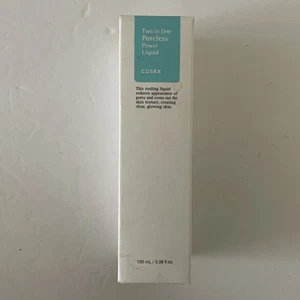 Two in One
Poreless
Power
Liquid
COSRX
This cooling liquid
reduces appearance of
pores and evens out the
skin texture, creating
clear, glowing skin.
100 mL / 3.38 fl.oz.